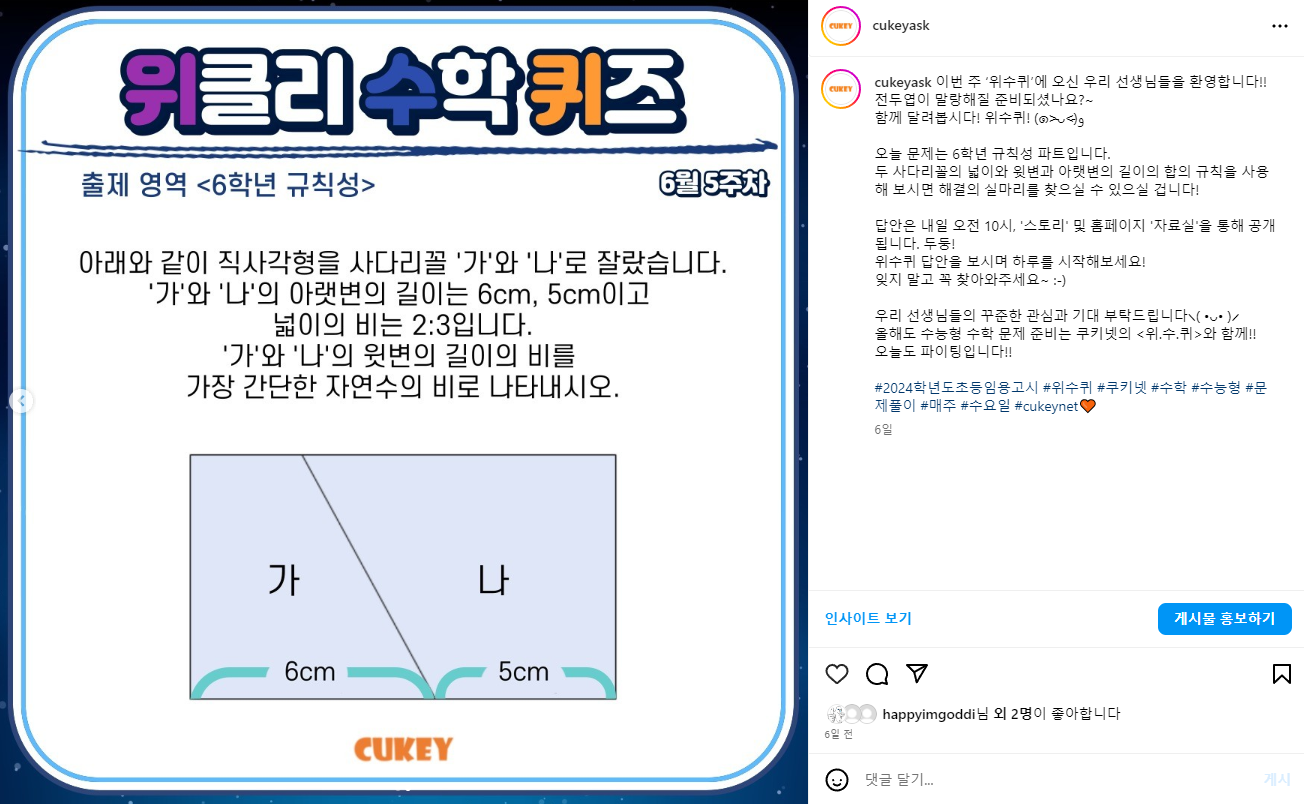 위클리 수학 퀴즈
출제 영역 <6학년 규칙성>
6월 5주차
아래와 같이 직사각형을 사다리꼴 '가'와 '나'로 잘랐습니다.
'가'와 '나'의 아랫변의 길이는 6cm, 5cm이고
넓이의 비는 2:3입니다.
'가'와 '나'의 윗변의 길이의 비를
가장 간단한 자연수의 비로 나타내시오.
가
나
6cm
5cm
CUKEY
CUKEY
cukeyask
CUKEY
cukeyask 이번 주 '위수퀴'에 오신 우리 선생님들을 환영합니다!!
전두엽이 말랑해질 준비되셨나요?~
함께 달려봅시다! 위수퀴! (๑˃̵ᴗ˂̵)و
오늘 문제는 6학년 규칙성 파트입니다.
두 사다리꼴의 넓이와 윗변과 아랫변의 길이의 합의 규칙을 사용
해 보시면 해결의 실마리를 찾으실 수 있으실 겁니다!
답안은 내일 오전 10시, '스토리' 및 홈페이지 '자료실'을 통해 공개
됩니다. 두둥!
위수퀴 답안을 보시며 하루를 시작해보세요!
잊지 말고 꼭 찾아와주세요~ :-)
우리 선생님들의 꾸준한 관심과 기대 부탁드립니다ヽ( •ᴗ• )ノ
올해도 수능형 수학 문제 준비는 쿠키넷의 <위.수.퀴>와 함께!!
오늘도 파이팅입니다!!
#2024학년도초등임용고시 #위수퀴 #쿠키넷 #수학 #수능형 #문
제풀이 #매주 #수요일 #cukeynet🧡
6일
인사이트 보기
게시물 홍보하기
happyimgoddi님 외 2명이 좋아합니다
6일 전
댓글 달기...
게시